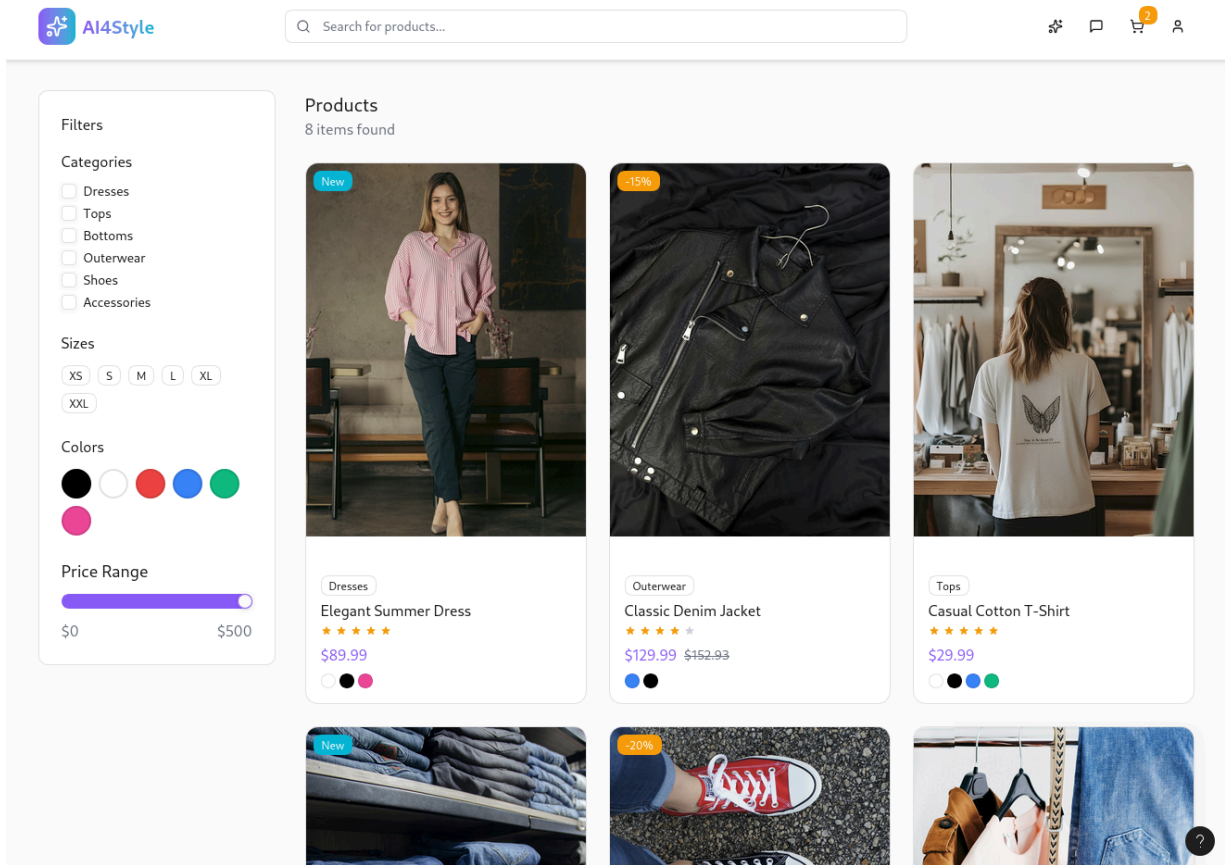 AI4Style
Search for products...
2
Filters
Categories
Dresses
Tops
Bottoms
Outerwear
Shoes
Accessories
Sizes
XS S M L XL
XXL
Colors
Price Range
$0 $500
Products
8 items found
New
-15%
Dresses
Elegant Summer Dress
$89.99
Outerwear
Classic Denim Jacket
$129.99 $152.93
Tops
Casual Cotton T-Shirt
$29.99
New
-20%
?